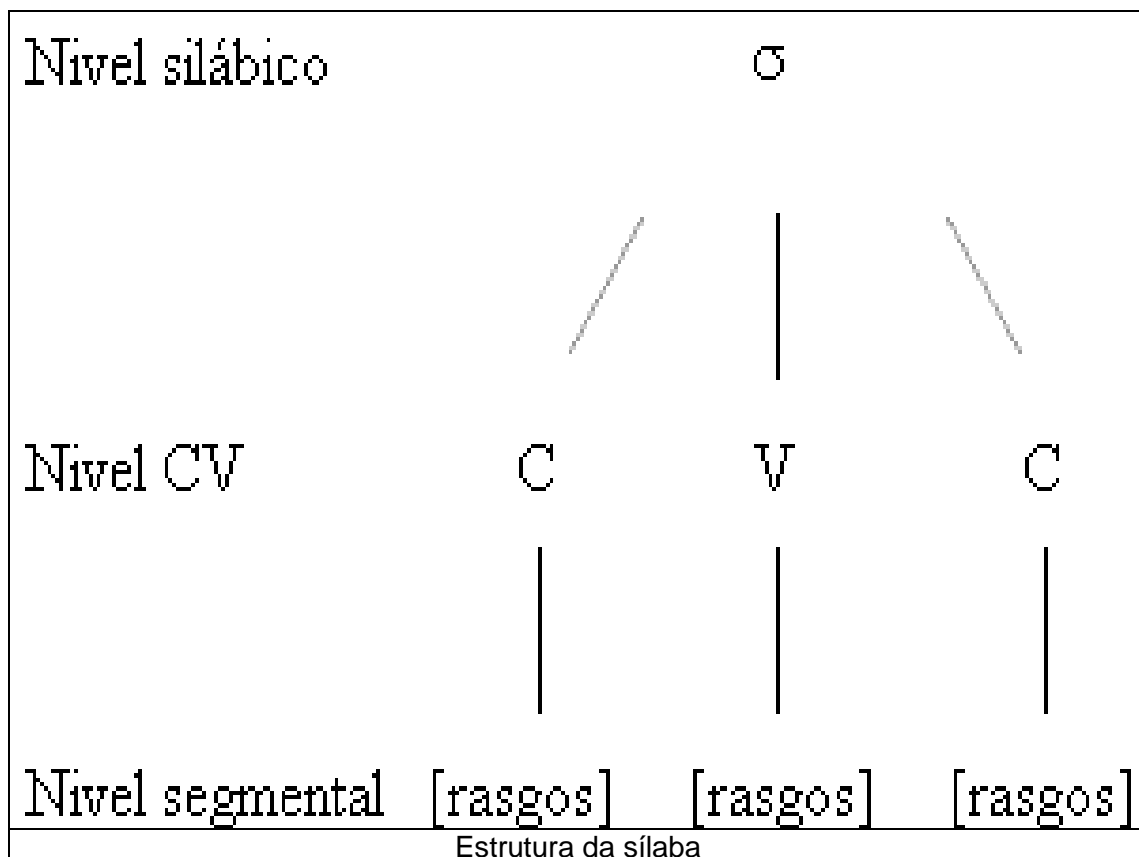 Nivel silábico σ
Nivel CV C V C
Nivel segmental [rasgos] [rasgos] [rasgos]
Estrutura da sílaba